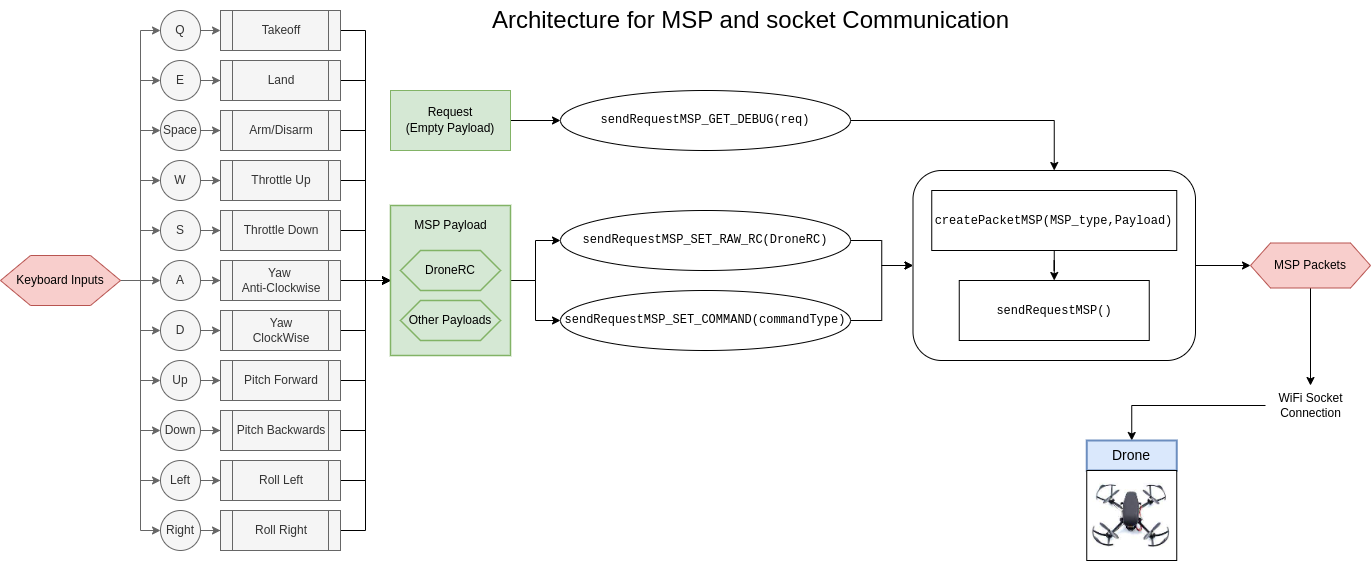 Architecture for MSP and socket Communication
Keyboard Inputs
Q
Takeoff
E
Land
Space
Arm/Disarm
W
Throttle Up
S
Throttle Down
A
Yaw
Anti-Clockwise
D
Yaw
ClockWise
Up
Pitch Forward
Down
Pitch Backwards
Left
Roll Left
Right
Roll Right
Request
(Empty Payload)
sendRequestMSP_GET_DEBUG(req)
MSP Payload
DroneRC
Other Payloads
sendRequestMSP_SET_RAW_RC(DroneRC)
sendRequestMSP_SET_COMMAND(commandType)
createPacketMSP(MSP_type,Payload)
sendRequestMSP()
MSP Packets
WiFi Socket
Connection
Drone